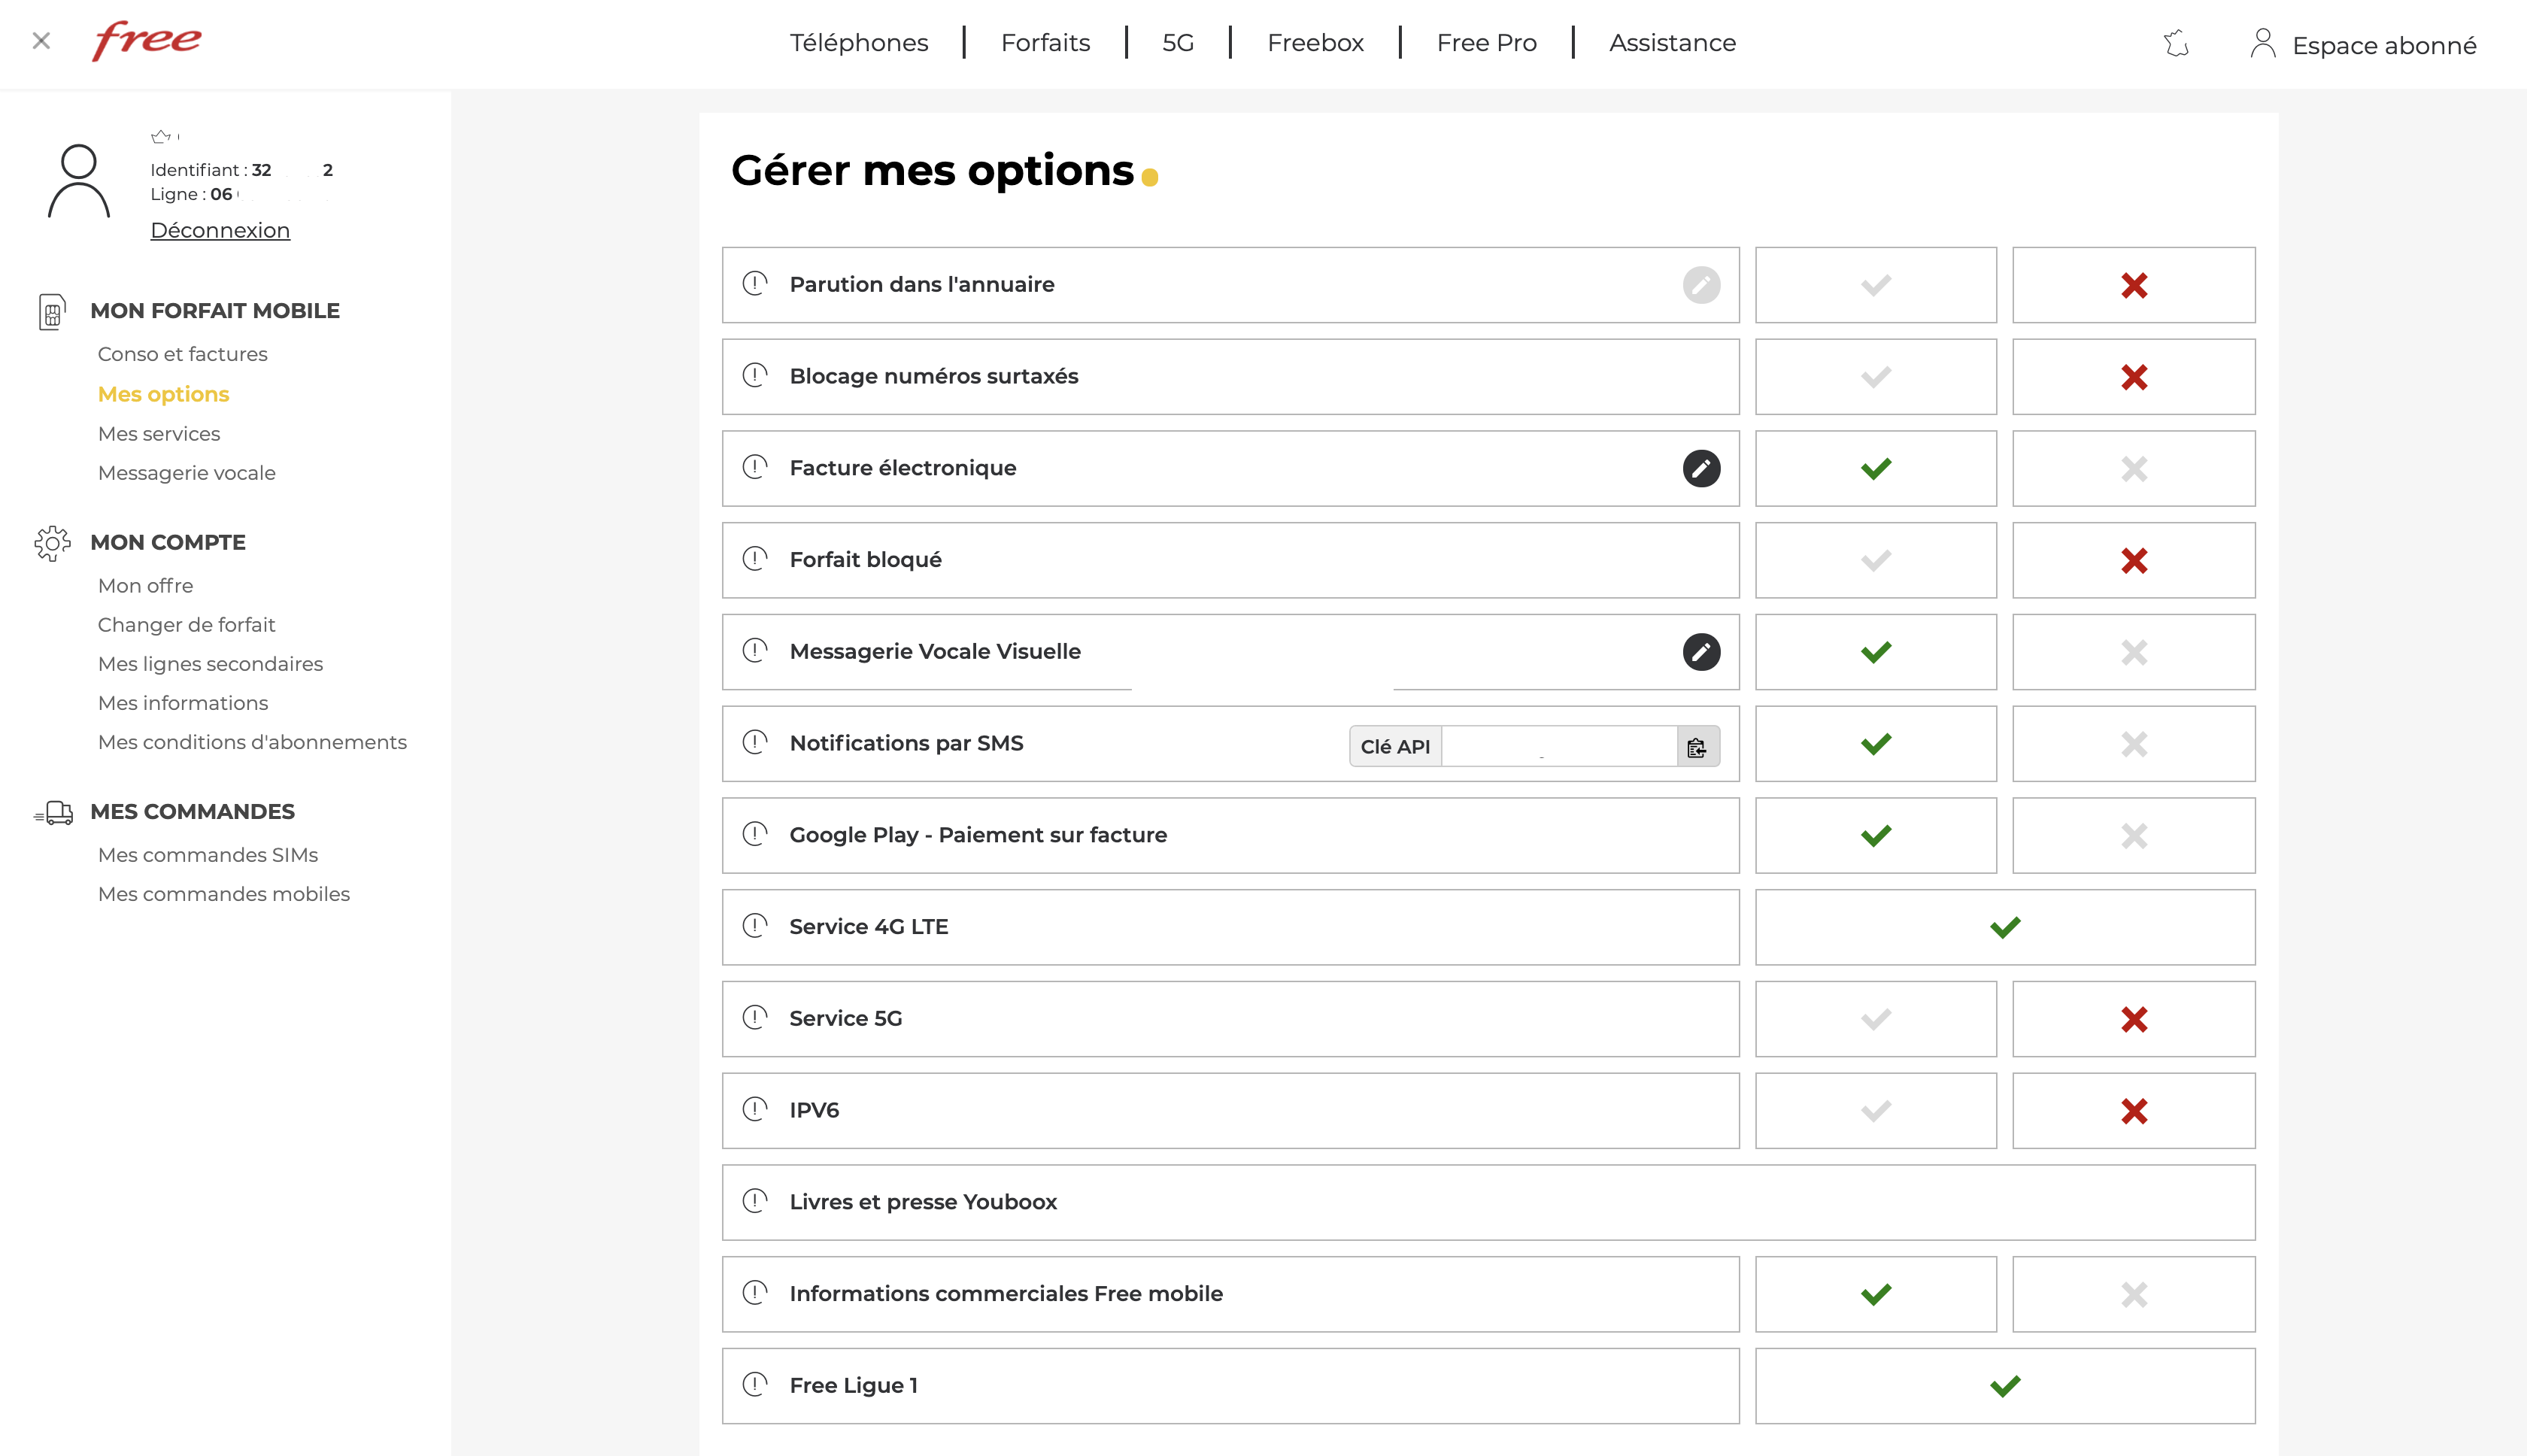 free
Téléphones
Forfaits
5G
Freebox
Free Pro
Assistance
Espace abonné
Identifiant : 32 2
Ligne : 06
Déconnexion
MON FORFAIT MOBILE
Conso et factures
Mes options
Mes services
Messagerie vocale
MON COMPTE
Mon offre
Changer de forfait
Mes lignes secondaires
Mes informations
Mes conditions d'abonnements
MES COMMANDES
Mes commandes SIMs
Mes commandes mobiles
Gérer mes options
Parution dans l'annuaire
Blocage numéros surtaxés
Facture électronique
Forfait bloqué
Messagerie Vocale Visuelle
Notifications par SMS
Clé API
Google Play - Paiement sur facture
Service 4G LTE
Service 5G
IPV6
Livres et presse Youboox
Informations commerciales Free mobile
Free Ligue 1